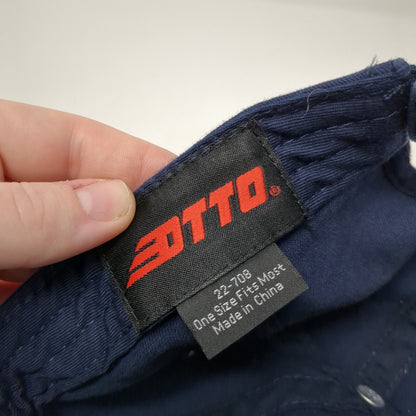 OTTO®
22-708
One Size Fits Most
Made in China